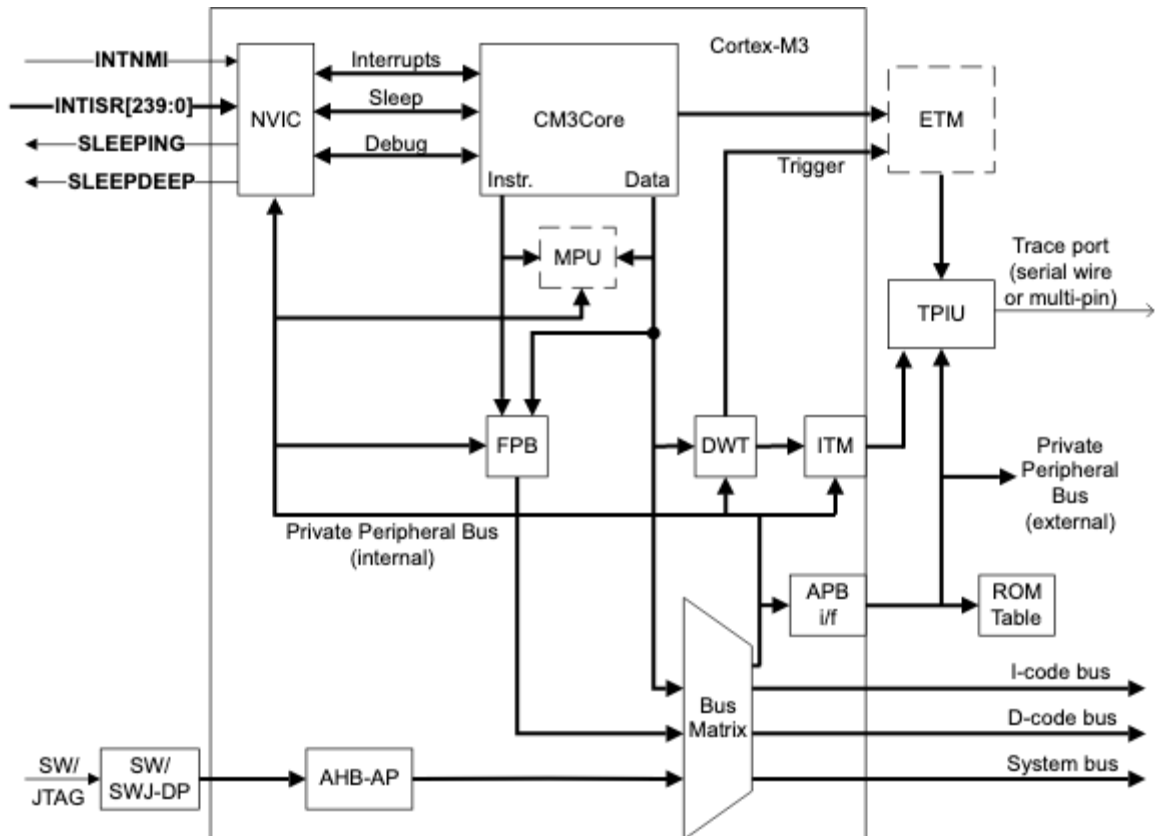 Cortex-M3
INTNMI
INTISR[239:0]
SLEEPING
SLEEPDEEP
NVIC
Interrupts
Sleep
Debug
CM3Core
Instr.
Data
ETM
Trigger
MPU
Trace port
(serial wire
or multi-pin)
TPIU
FPB
DWT
ITM
Private
Peripheral
Bus
(external)
Private Peripheral Bus
(internal)
APB
i/f
ROM
Table
Bus
Matrix
I-code bus
D-code bus
System bus
SW/
JTAG
SW/
SWJ-DP
AHB-AP